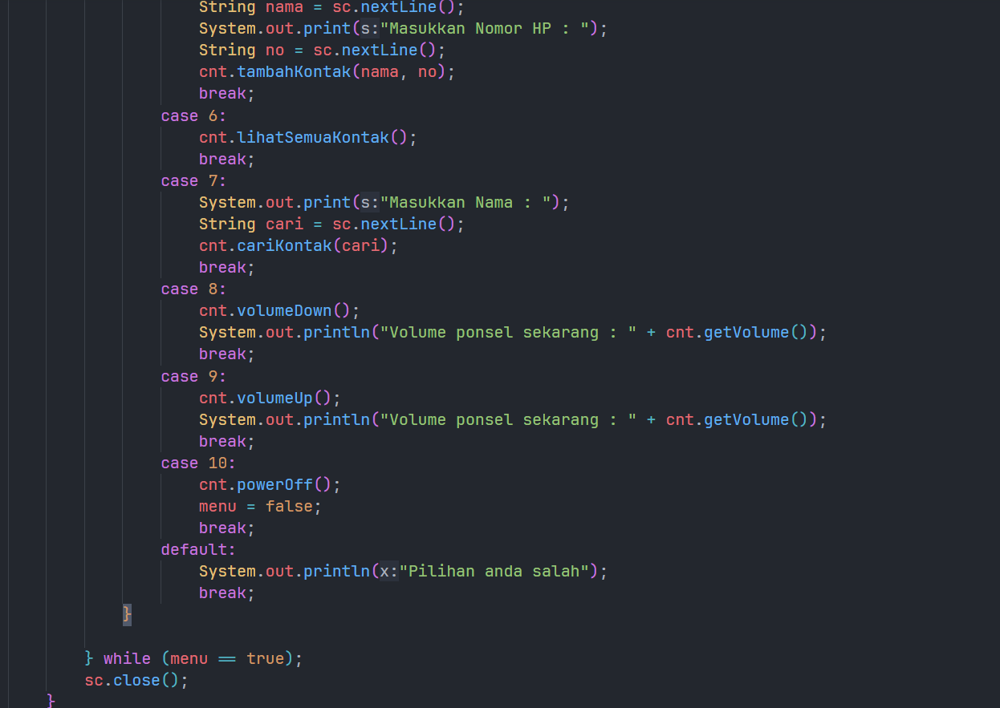 String nama = sc.nextLine();
System.out.print(s:"Masukkan Nomor HP : ");
String no = sc.nextLine();
cnt.tambahKontak(nama, no);
break;
case 6:
cnt.lihatSemuaKontak();
break;
case 7:
System.out.print(s:"Masukkan Nama : ");
String cari = sc.nextLine();
cnt.cariKontak(cari);
break;
case 8:
cnt.volumeDown();
System.out.println("Volume ponsel sekarang : " + cnt.getVolume());
break;
case 9:
cnt.volumeUp();
System.out.println("Volume ponsel sekarang : " + cnt.getVolume());
break;
case 10:
cnt.powerOff();
menu = false;
break;
default:
System.out.println(x:"Pilihan anda salah");
break;
}
} while (menu == true);
sc.close();
}